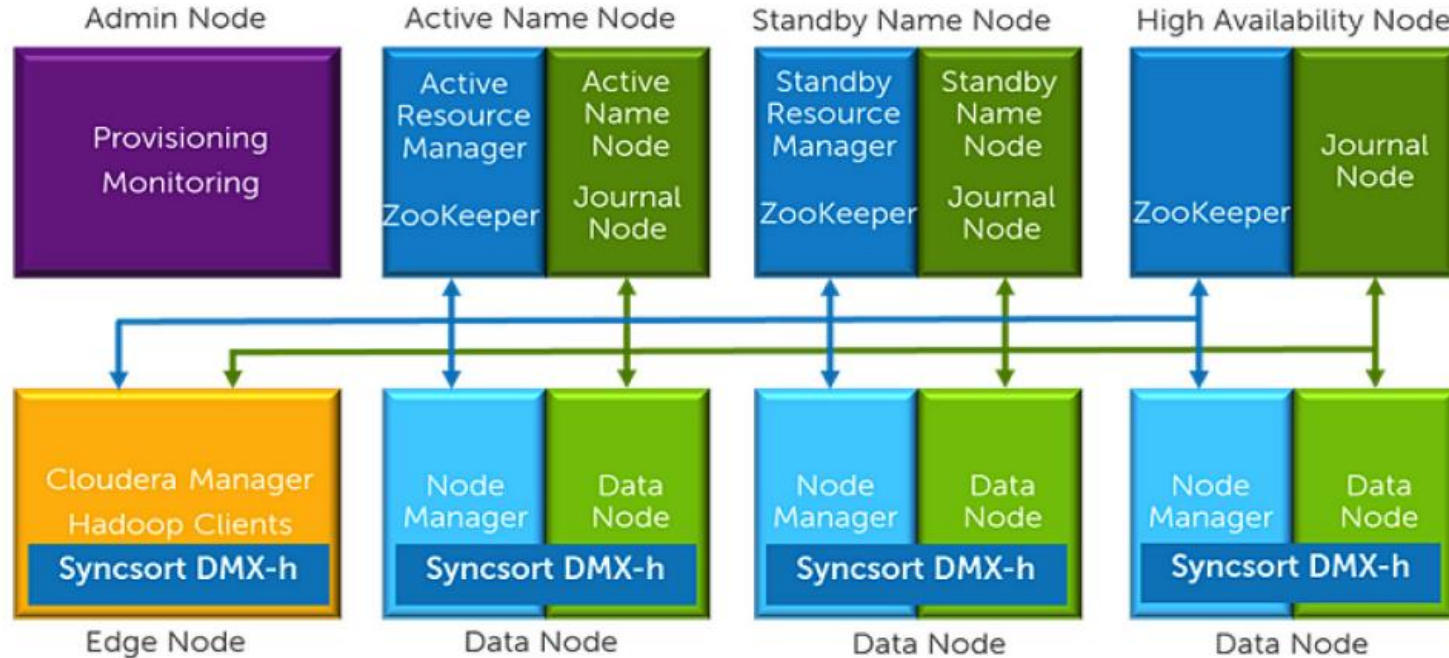 Admin Node
Active Name Node
Standby Name Node
High Availability Node
Provisioning
Monitoring
Active
Resource
Manager
ZooKeeper
Active
Name
Node
Journal
Node
Standby
Resource
Manager
ZooKeeper
Standby
Name
Node
Journal
Node
ZooKeeper
Journal
Node
Cloudera Manager
Hadoop Clients
Syncsort DMX-h
Node
Manager
Data
Node
Syncsort DMX-h
Node
Manager
Data
Node
Syncsort DMX-h
Node
Manager
Data
Node
Syncsort DMX-h
Edge Node
Data Node
Data Node
Data Node